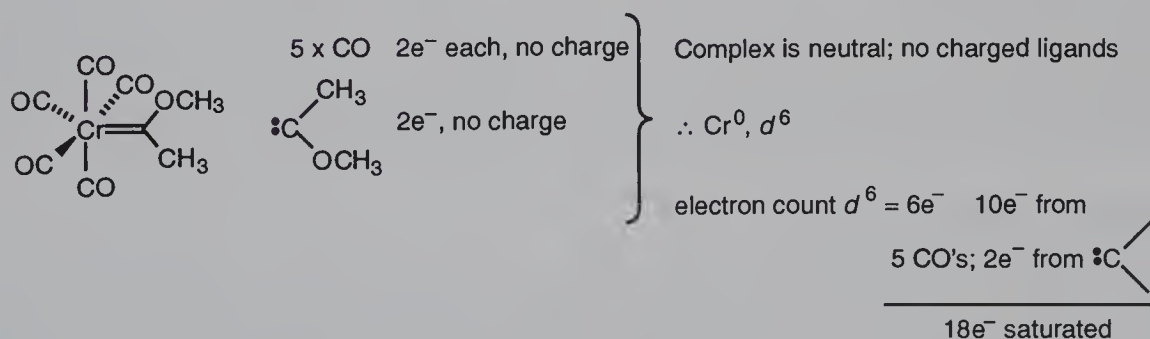 CO
CO
OC
OCH₃
Cr
C
OC
CH₃
CO
5 x CO 2e⁻ each, no charge
CH₃
:C 2e⁻, no charge
OCH₃
Complex is neutral; no charged ligands
∴ Cr⁰, d⁶
electron count d⁶ = 6e⁻ 10e⁻ from
5 CO's; 2e⁻ from :C
18e⁻ saturated